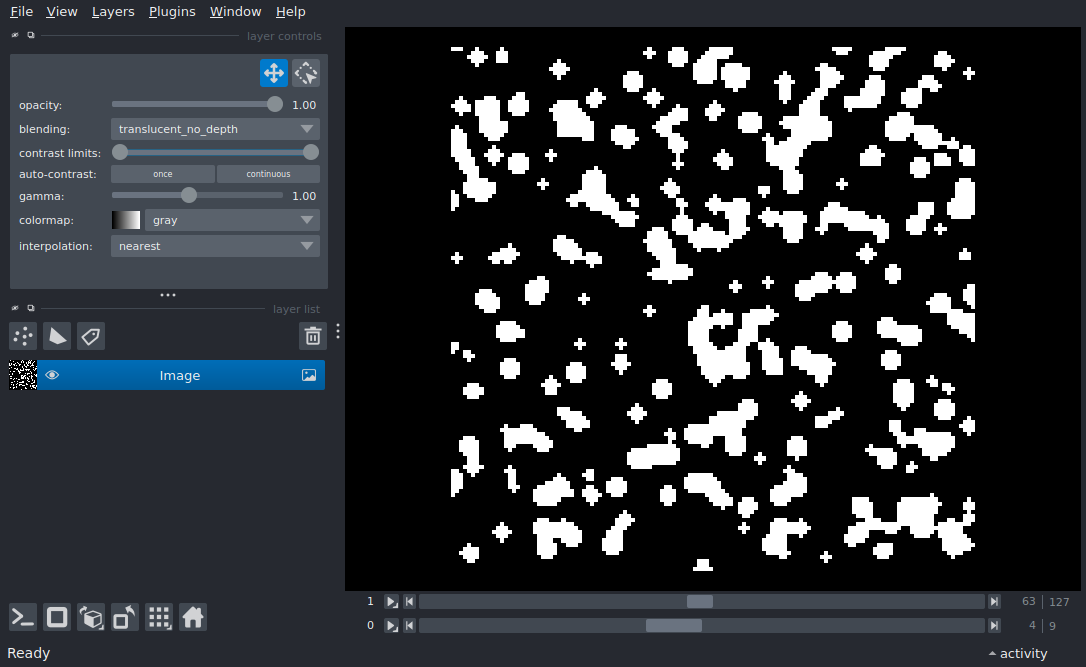 File View Layers Plugins Window Help
layer controls
opacity: 1.00
blending: translucent_no_depth
contrast limits:
auto-contrast: once continuous
gamma: 1.00
colormap: gray
interpolation: nearest
layer list
Image
1 63 127
0 4 9
Ready activity